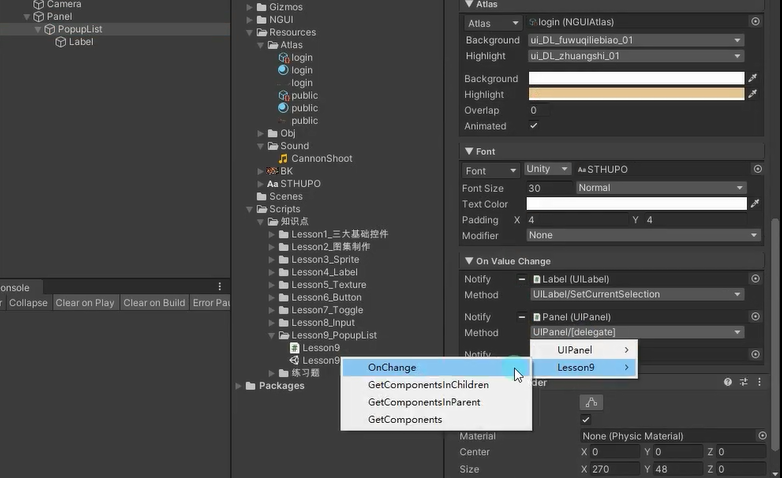 Camera
Panel
PopupList
Label
onsole
Collapse
Clear on Play
Clear on Build
Error Pau
Gizmos
NGUI
Resources
Atlas
login
login
login
public
public
public
Obj
Sound
CannonShoot
BK
Aa STHUPO
Scenes
Scripts
知识点
Lesson1_三大基础控件
Lesson2_图集制作
Lesson3_Sprite
Lesson4_Label
Lesson5_Texture
Lesson6_Button
Lesson7_Toggle
Lesson8_Input
Lesson9_PopupList
Lesson9
Lesson9
练习题
Packages
Atlas
Atlas login (NGUIAtlas)
Background ui_DL_fuwuqiliebiao_01
Highlight ui_DL_zhuangshi_01
Background
Highlight
Overlap 0
Animated
Font
Font Unity Aa STHUPO
Font Size 30 Normal
Text Color
Padding X 4 Y 4
Modifier None
On Value Change
Notify Label (UILabel)
Method UILabel/SetCurrentSelection
Notify Panel (UIPanel)
Method UIPanel/[delegate]
Notify
UIPanel
Lesson9
OnChange
GetComponentsInChildren
GetComponentsInParent
GetComponents
der
Material None (Physic Material)
Center X 0 Y 0 Z 0
Size X 270 Y 48 Z 0